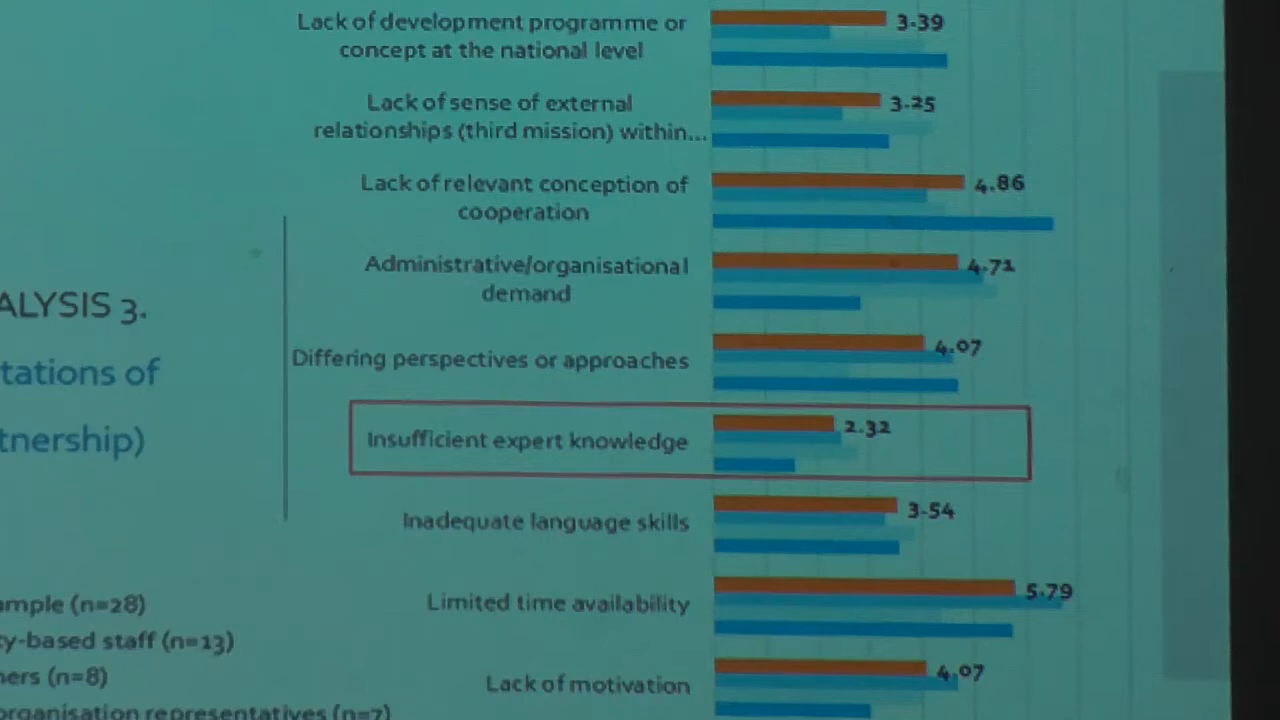 Lack of development programme or
concept at the national level
3.39
Lack of sense of external
relationships (third mission) within...
3.25
Lack of relevant conception of
cooperation
4.86
Administrative/organisational
demand
4.71
Differing perspectives or approaches
4.07
Insufficient expert knowledge
2.32
Inadequate language skills
3.54
Limited time availability
5.79
Lack of motivation
4.07
ALYSIS 3.
tations of
tnership)
ample (n=28)
ty-based staff (n=13)
ners (n=8)
organisation representatives (n=7)